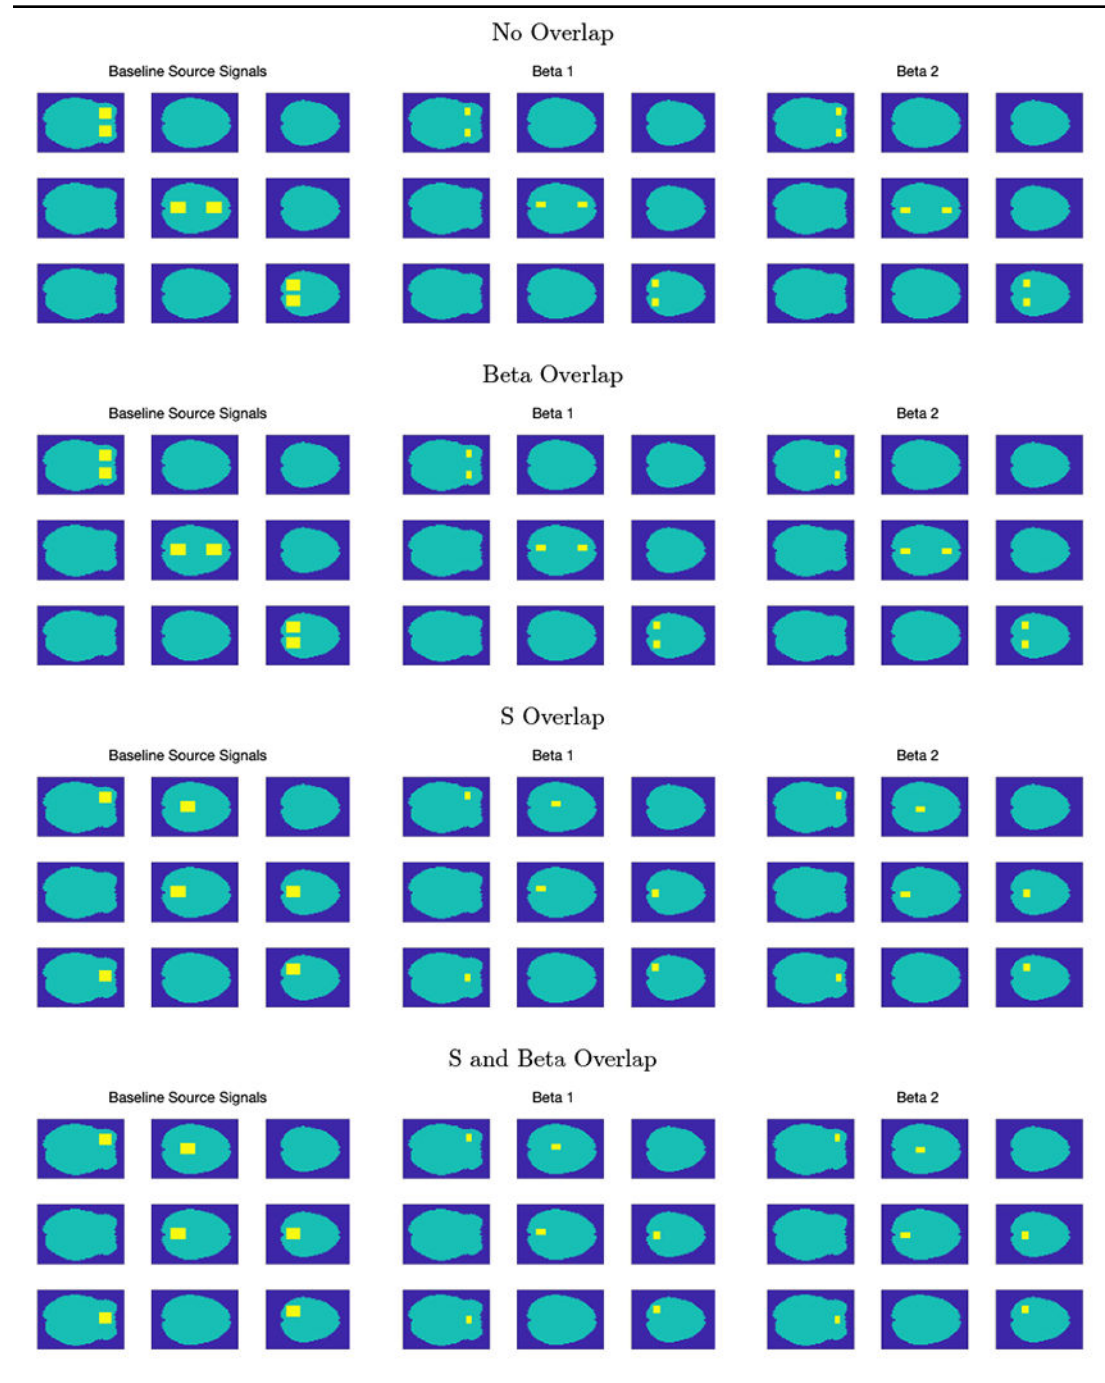 No Overlap
Baseline Source Signals Beta 1 Beta 2
Beta Overlap
Baseline Source Signals Beta 1 Beta 2
S Overlap
Baseline Source Signals Beta 1 Beta 2
S and Beta Overlap
Baseline Source Signals Beta 1 Beta 2